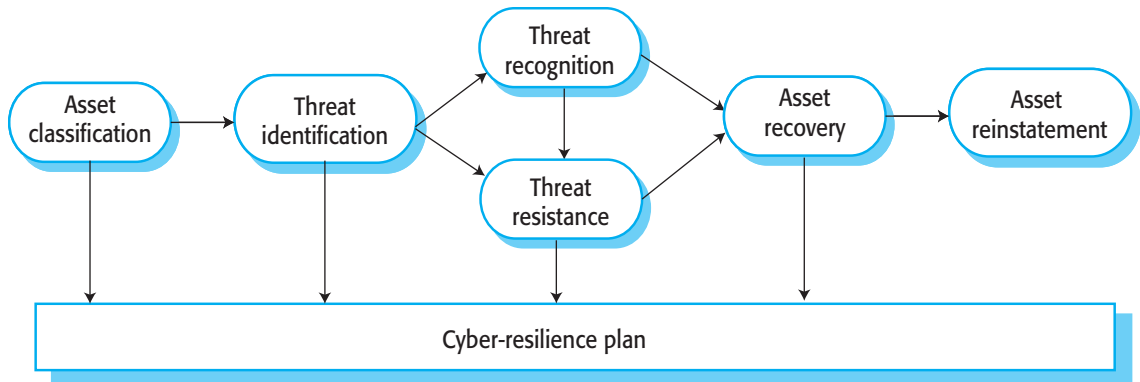 Asset
classification
Threat
identification
Threat
recognition
Threat
resistance
Asset
recovery
Asset
reinstatement
Cyber-resilience plan